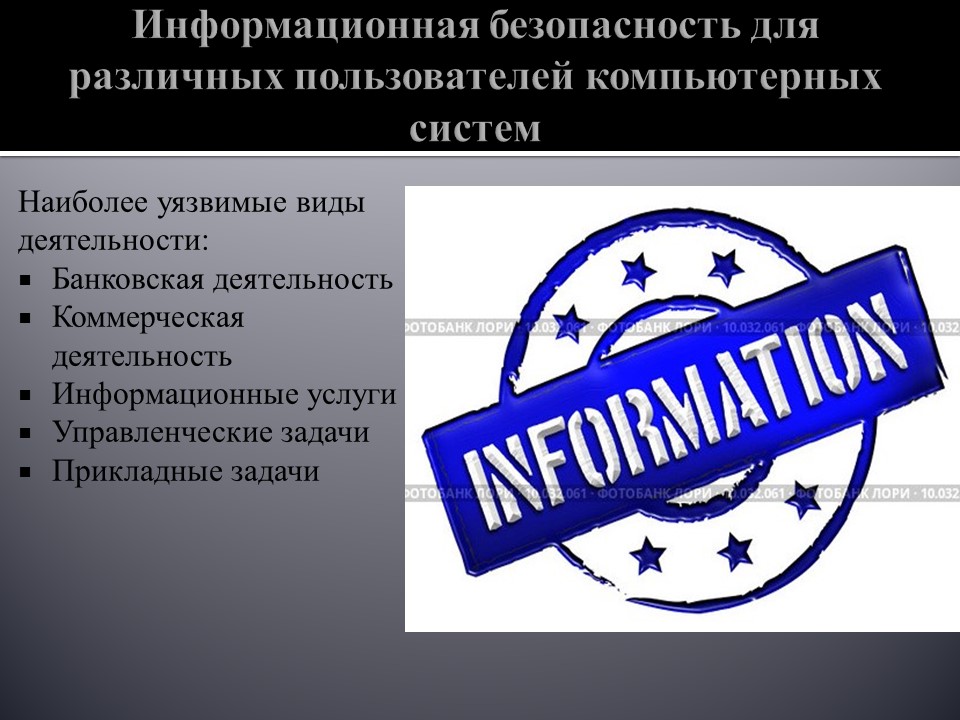 Информационная безопасность для
различных пользователей компьютерных
систем
Наиболее уязвимые виды
деятельности:
▪ Банковская деятельность
▪ Коммерческая
деятельность
▪ Информационные услуги
▪ Управленческие задачи
▪ Прикладные задачи
ФОТОБАНК ЛОРИ · 10.032.061 · ФОТОБАНК ЛОРИ · 10.032.061 · ФОТОБАНК ЛОРИ · 10.032
INFORMATION
ФОТОБАНК ЛОРИ · 10.032.061 · ФОТОБАНК ЛОРИ · 10.032.061 · ФОТОБАНК ЛОРИ · 10.032